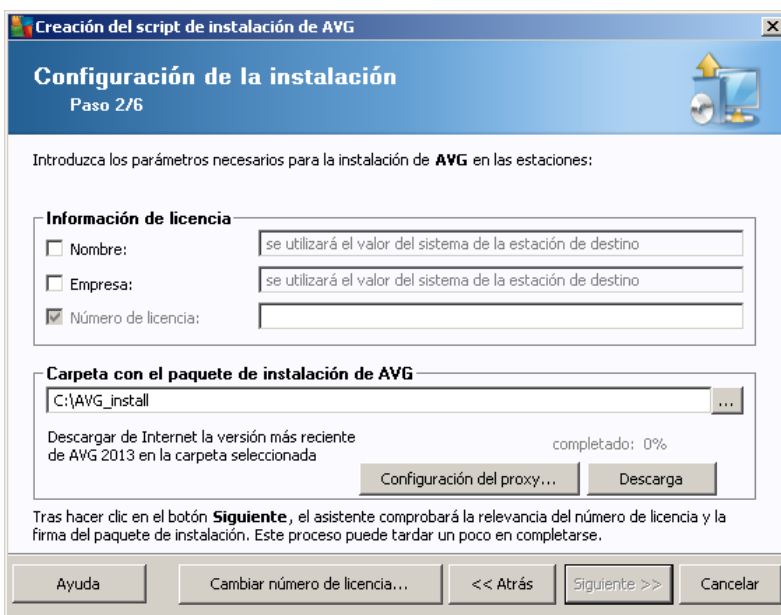 Creación del script de instalación de AVG
Configuración de la instalación
Paso 2/6
Introduzca los parámetros necesarios para la instalación de AVG en las estaciones:
Información de licencia
Nombre:
se utilizará el valor del sistema de la estación de destino
Empresa:
se utilizará el valor del sistema de la estación de destino
Número de licencia:
Carpeta con el paquete de instalación de AVG
C:\AVG_install
...
Descargar de Internet la versión más reciente
de AVG 2013 en la carpeta seleccionada
completado: 0%
Configuración del proxy...
Descarga
Tras hacer clic en el botón Siguiente, el asistente comprobará la relevancia del número de licencia y la
firma del paquete de instalación. Este proceso puede tardar un poco en completarse.
Ayuda
Cambiar número de licencia...
<< Atrás
Siguiente >>
Cancelar